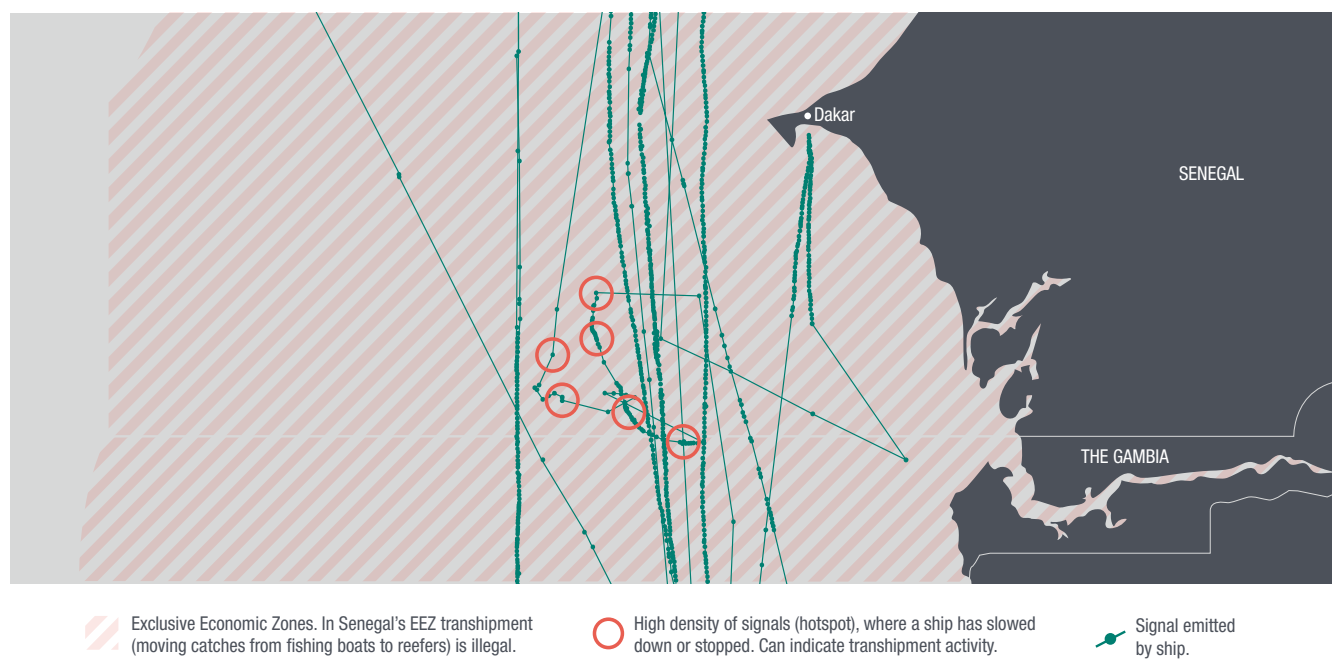 Dakar
SENEGAL
THE GAMBIA
Exclusive Economic Zones. In Senegal's EEZ transhipment
(moving catches from fishing boats to reefers) is illegal.
High density of signals (hotspot), where a ship has slowed
down or stopped. Can indicate transhipment activity.
Signal emitted
by ship.